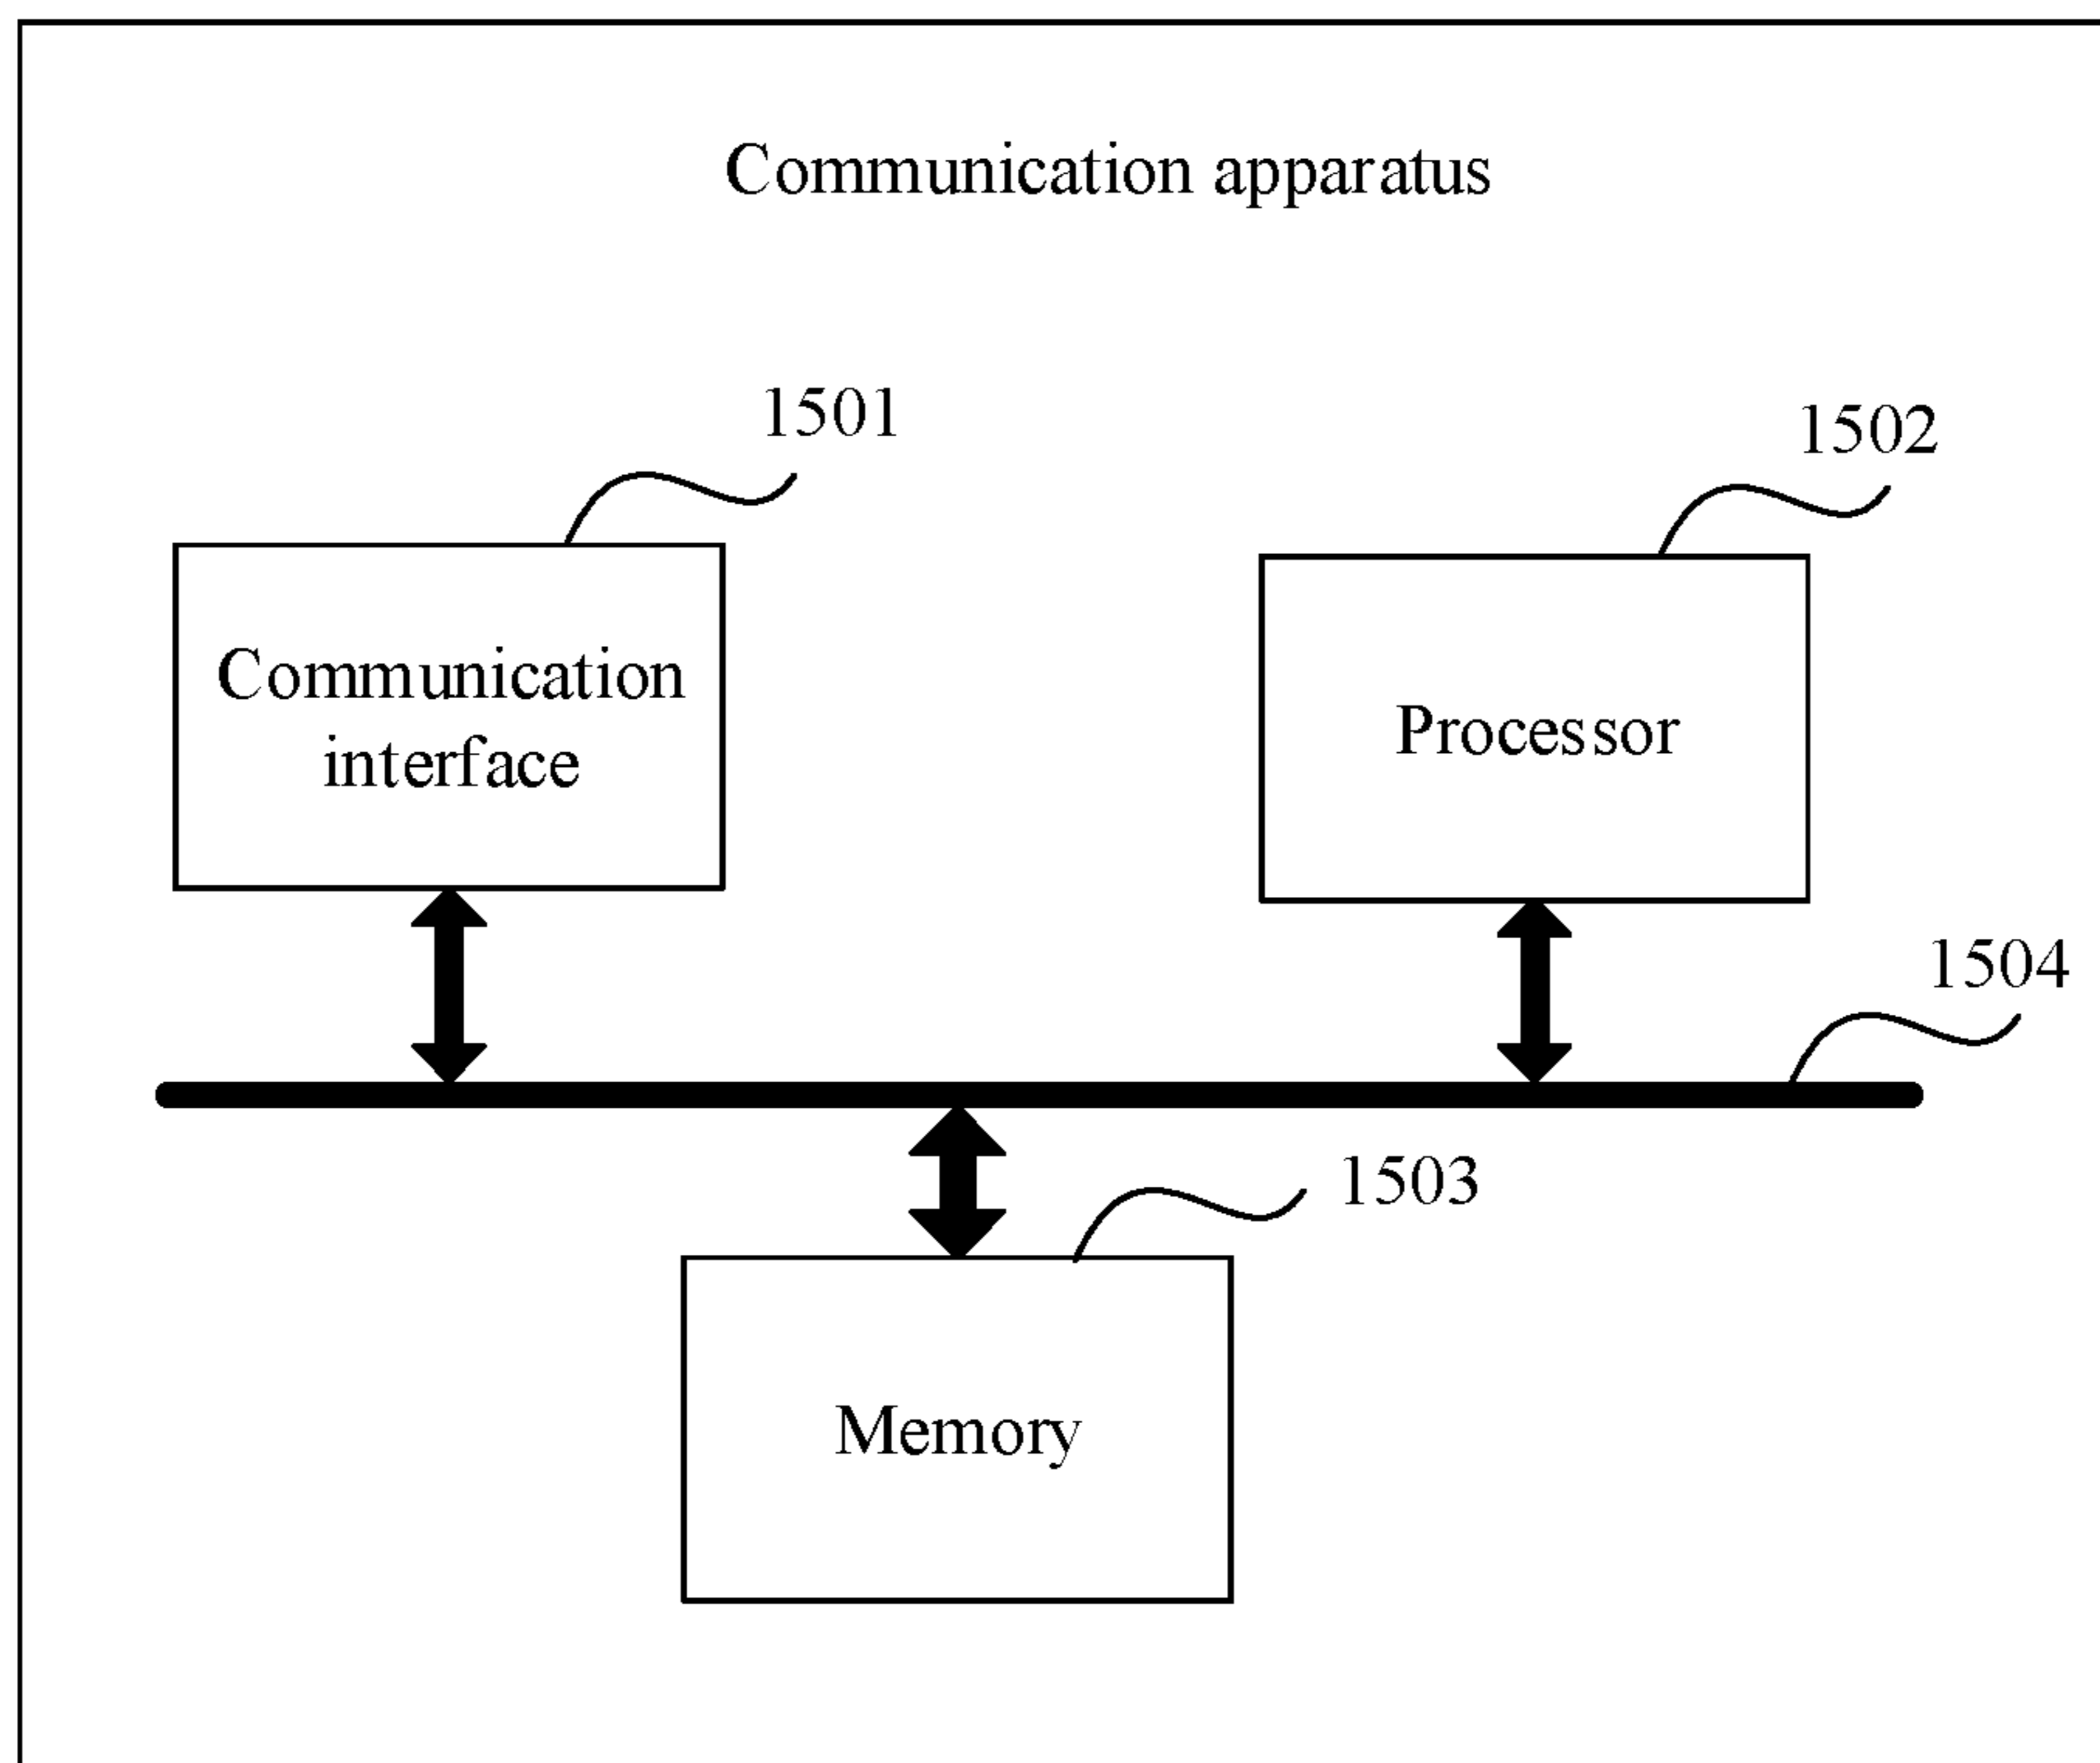 Communication apparatus
1501
1502
Communication
interface
Processor
1504
1503
Memory